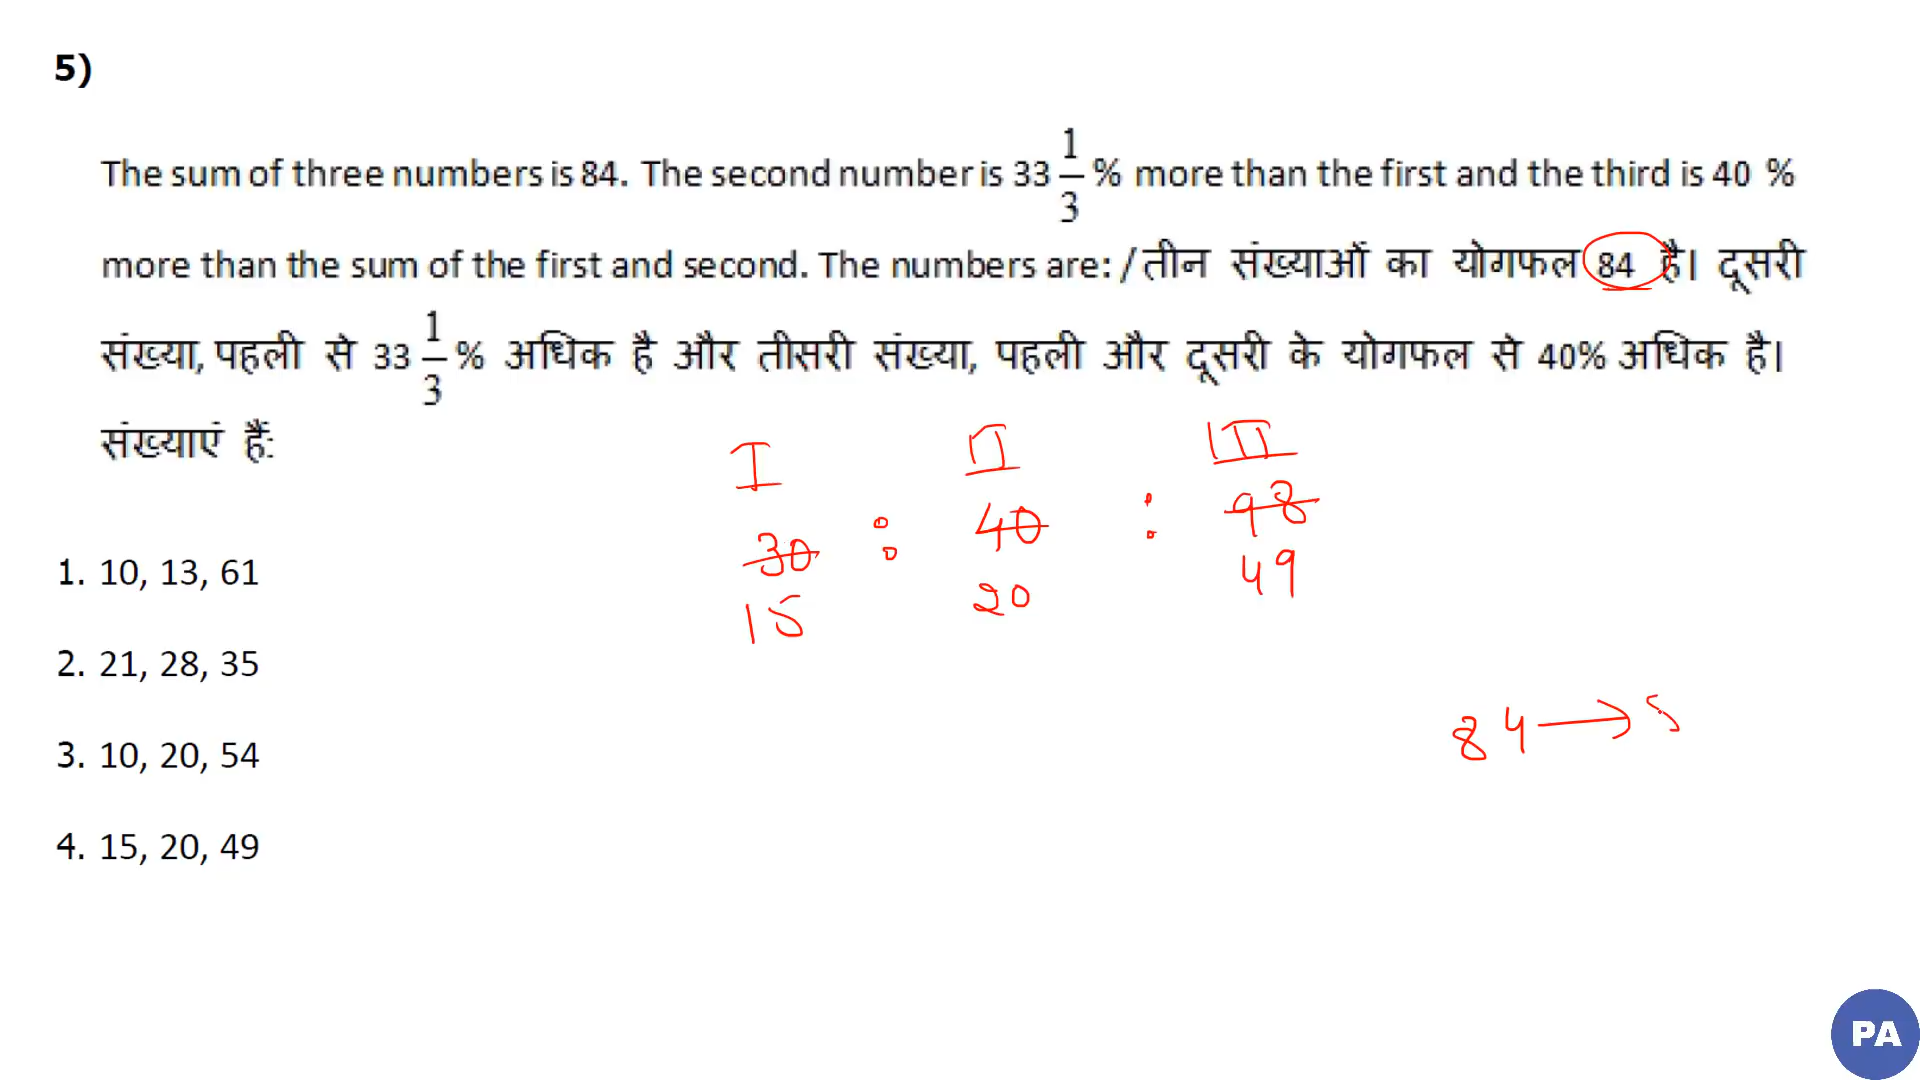 5)
The sum of three numbers is 84. The second number is 33 1/3 % more than the first and the third is 40 %
more than the sum of the first and second. The numbers are: / तीन संख्याओं का योगफल 84 है। दूसरी
संख्या, पहली से 33 1/3 % अधिक है और तीसरी संख्या, पहली और दूसरी के योगफल से 40% अधिक है।
संख्याएं हैं:
I II III
30 : 40 : 98
15 20 49
1. 10, 13, 61
2. 21, 28, 35
84 →
3. 10, 20, 54
4. 15, 20, 49
PA